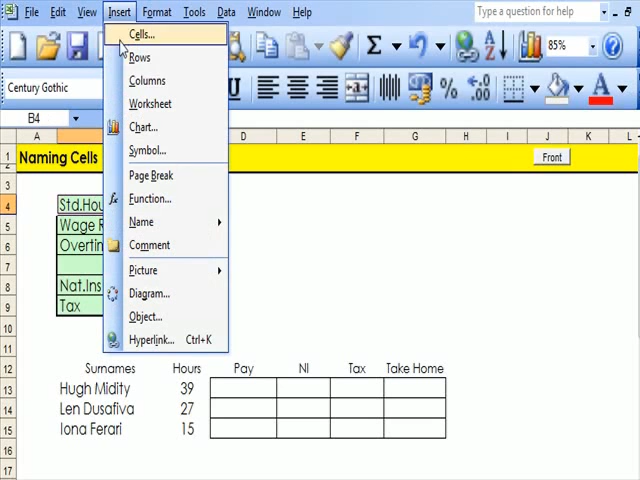 File Edit View Insert Format Tools Data Window Help Type a question for help
Cells...
Rows
Columns
Worksheet
Chart...
Symbol...
Page Break
Function...
Name
Comment
Picture
Diagram...
Object...
Hyperlink... Ctrl+K
85%
Century Gothic U %
B4
A D E F G H I J K L
1 Naming Cells Front
2
3
4 Std.Hou
5 Wage R
6 Overtin
7
8 Nat.Ins
9 Tax
10
11
12 Surnames Hours Pay NI Tax Take Home
13 Hugh Midity 39
14 Len Dusafiva 27
15 Iona Ferari 15
16
17